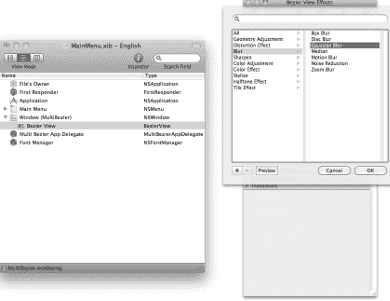 MainMenu.xib - English
View Mode
Inspector
Search Field
Name Type
File's Owner NSApplication
First Responder FirstResponder
Application NSApplication
Main Menu NSMenu
Window (MultiBezier) NSWindow
Bezier View BezierView
Multi Bezier App Delegate MultiBezierAppDelegate
Font Manager NSFontManager
Bezier View Effects
All
Geometry Adjustment
Distortion Effect
Blur
Sharpen
Color Adjustment
Color Effect
Stylize
Halftone Effect
Tile Effect
Box Blur
Disc Blur
Gaussian Blur
Median
Motion Blur
Noise Reduction
Zoom Blur
Preview
Cancel
OK
Transitions